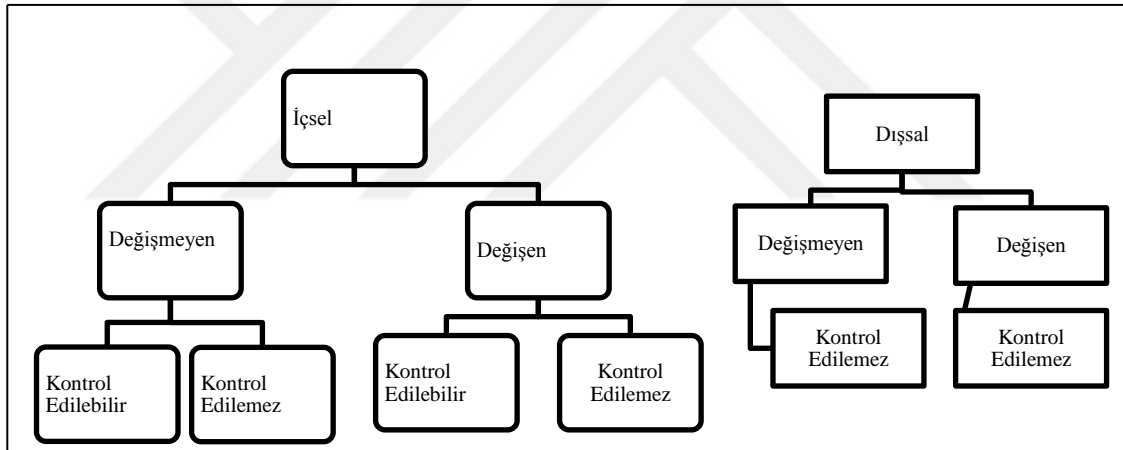 İçsel
Dışsal
Değişmeyen
Değişen
Değişmeyen
Değişen
Kontrol
Edilebilir
Kontrol
Edilemez
Kontrol
Edilebilir
Kontrol
Edilemez
Kontrol
Edilemez
Kontrol
Edilemez